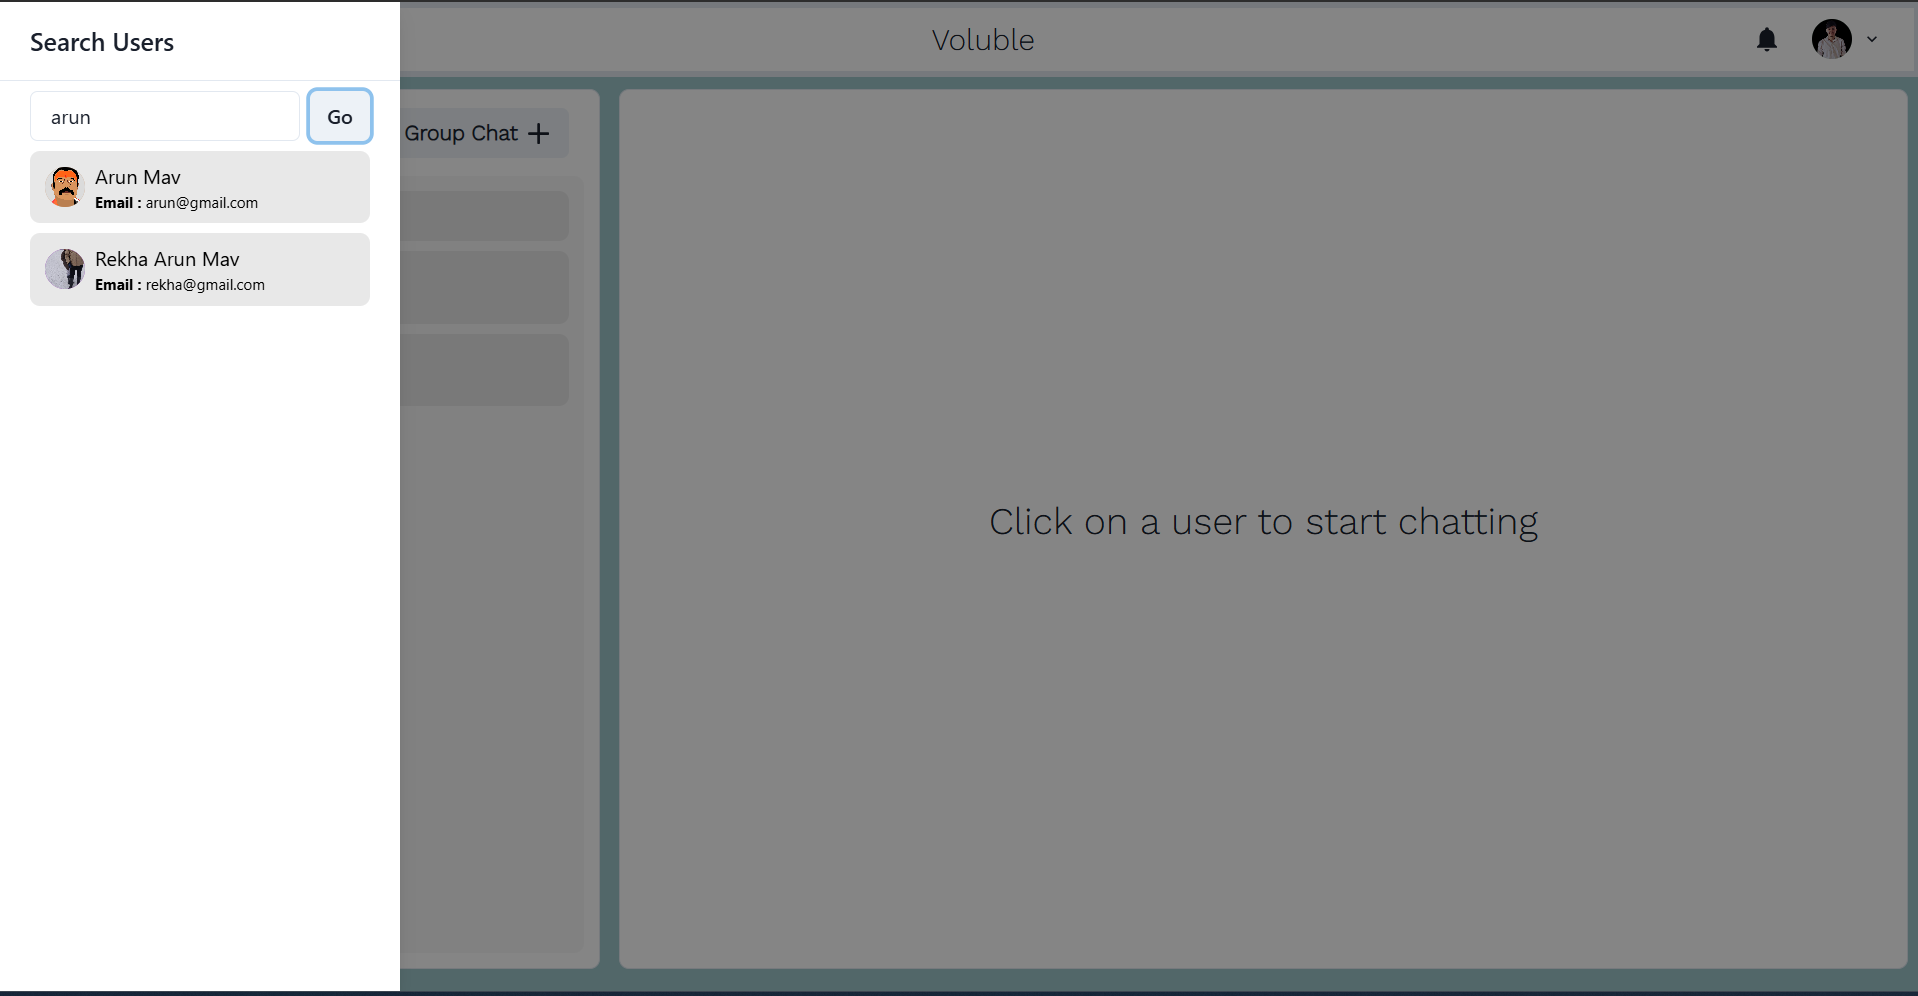 Search Users
Voluble
arun
Go
Group Chat
Arun Mav
Email : arun@gmail.com
Rekha Arun Mav
Email : rekha@gmail.com
Click on a user to start chatting